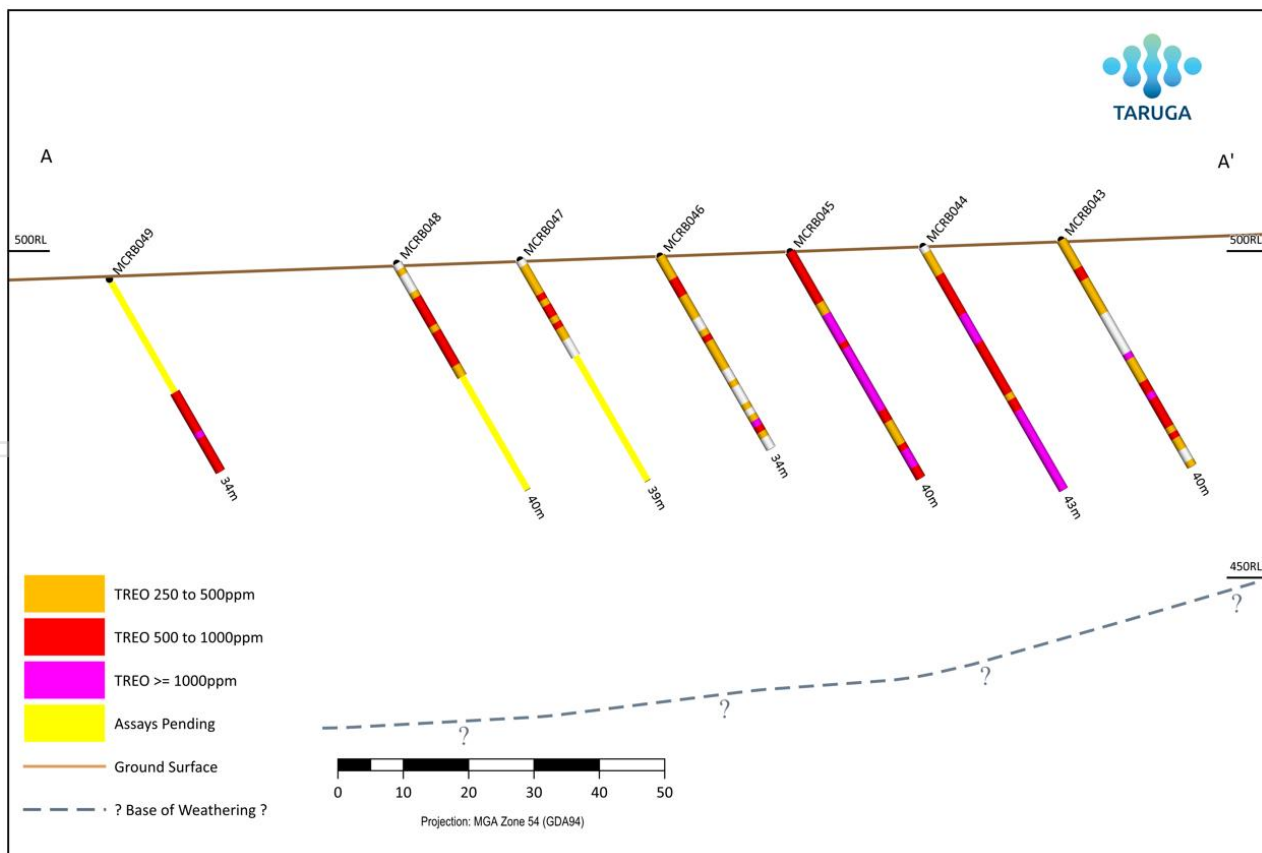 TARUGA
A
A'
500RL
500RL
MCRB049
MCRB048
MCRB047
MCRB046
MCRB045
MCRB044
MCRB043
34m
40m
39m
34m
40m
43m
40m
450RL
TREO 250 to 500ppm
TREO 500 to 1000ppm
TREO >= 1000ppm
Assays Pending
Ground Surface
? Base of Weathering ?
?
?
?
?
0 10 20 30 40 50
Projection: MGA Zone 54 (GDA94)